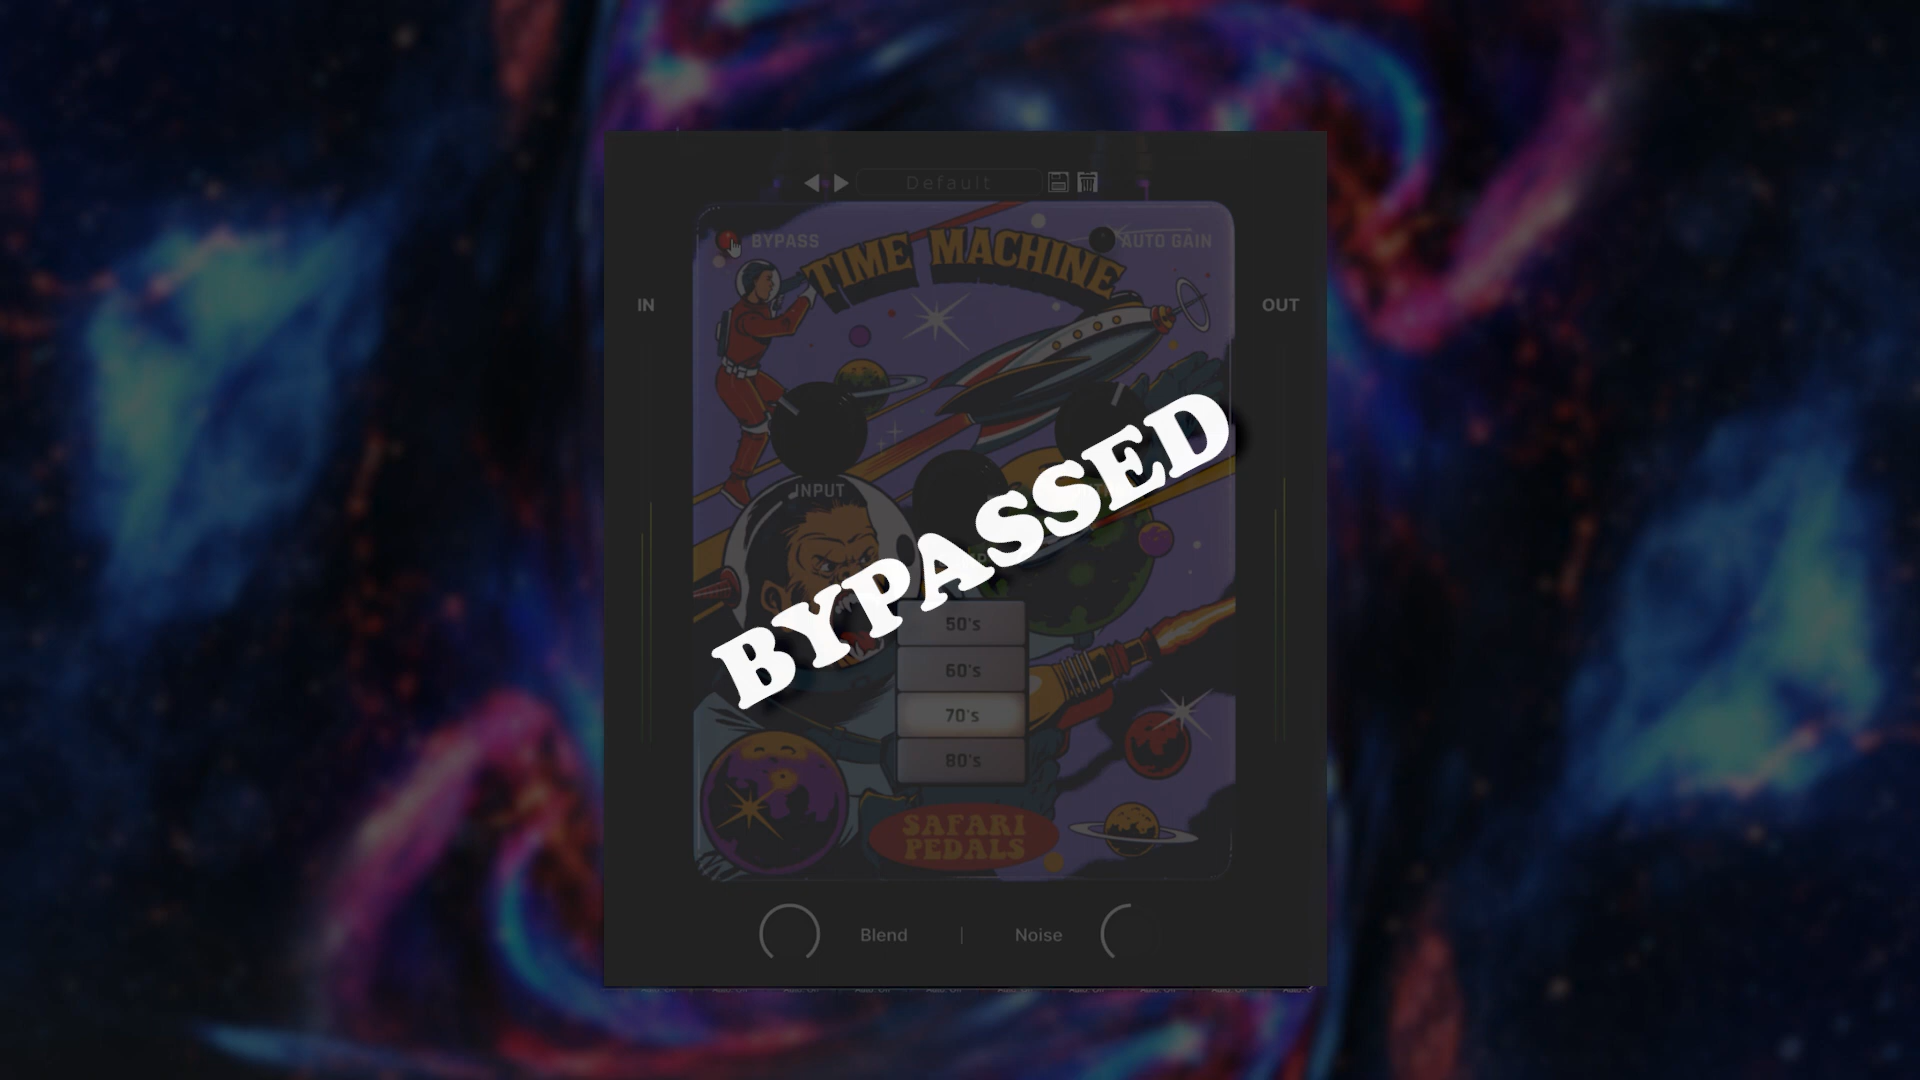 Default
BYPASS
TIME MACHINE
AUTO GAIN
IN
OUT
INPUT
BYPASSED
50's
60's
70's
80's
SAFARI
PEDALS
Blend | Noise